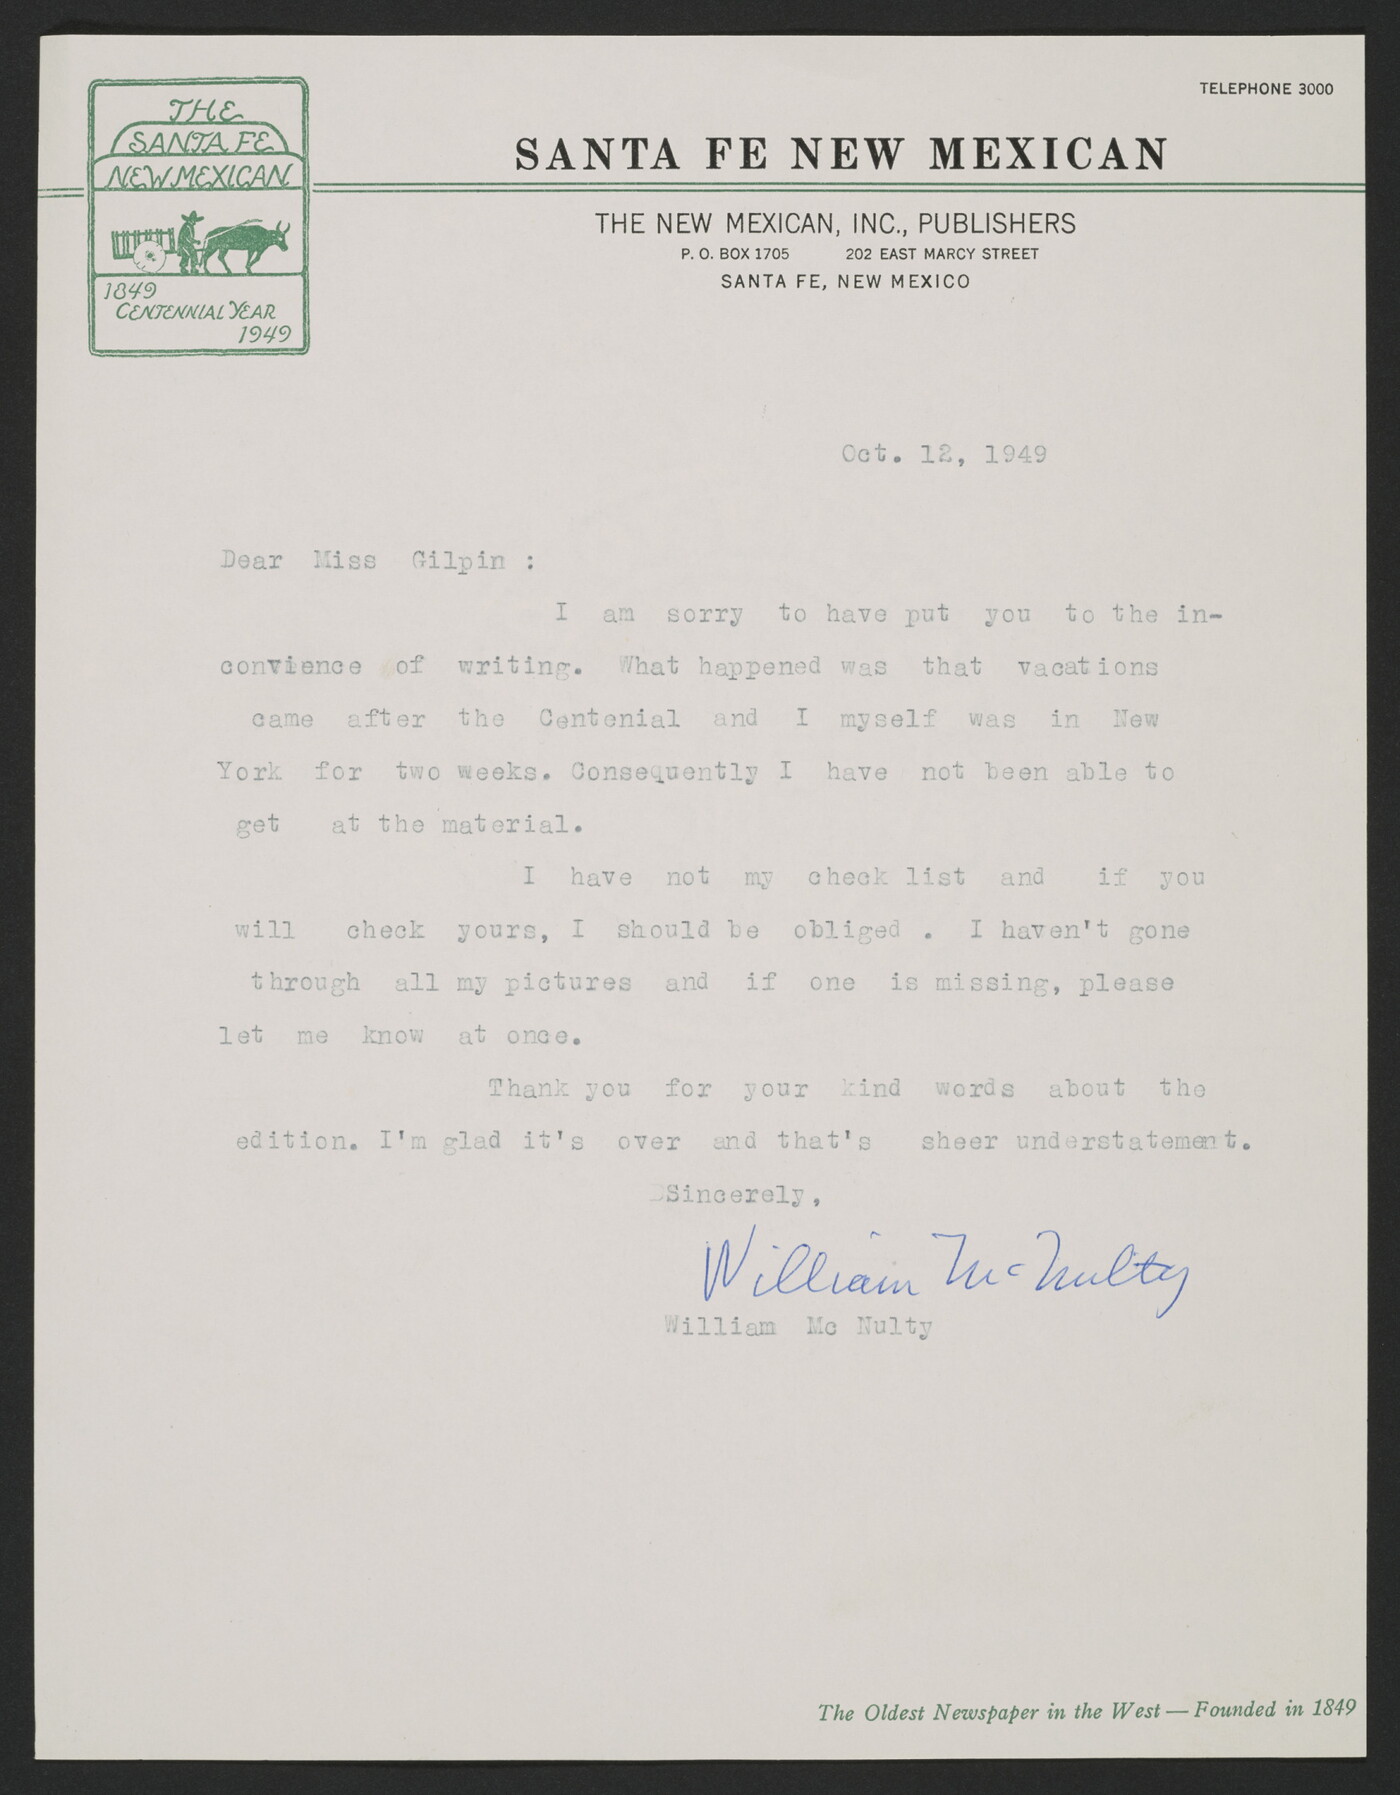 THE
SANTA FE
NEW MEXICAN
1849
CENTENNIAL YEAR
1949
TELEPHONE 3000
SANTA FE NEW MEXICAN
THE NEW MEXICAN, INC., PUBLISHERS
P. O. BOX 1705 202 EAST MARCY STREET
SANTA FE, NEW MEXICO
Oct. 12, 1949
Dear Miss Gilpin :
I am sorry to have put you to the in-
convience of writing. What happened was that vacations
came after the Centenial and I myself was in New
York for two weeks. Consequently I have not been able to
get at the material.
I have not my check list and if you
will check yours, I should be obliged . I haven't gone
through all my pictures and if one is missing, please
let me know at once.
Thank you for your kind words about the
edition. I'm glad it's over and that's sheer understatement.
Sincerely,
William McNulty
William Mc Nulty
The Oldest Newspaper in the West — Founded in 1849